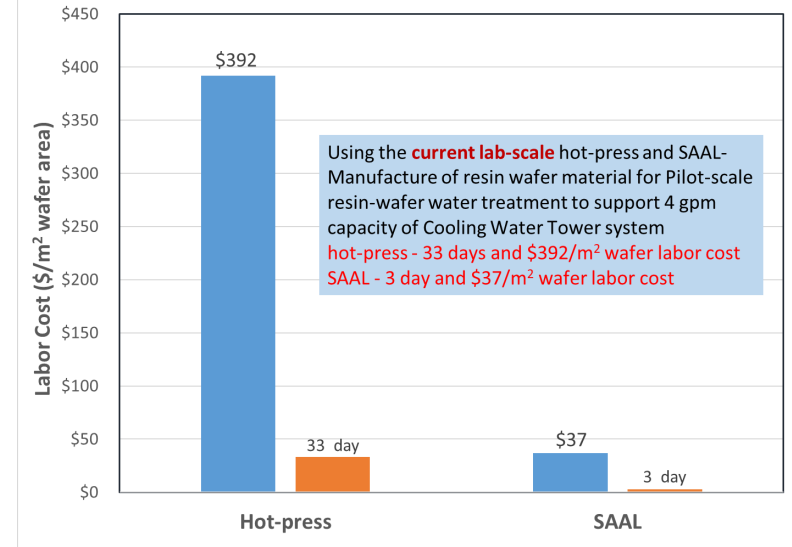 $450
$400
$350
$300
$250
$200
$150
$100
$50
$0
Labor Cost ($/m² wafer area)
$392
33 day
$37
3 day
Using the current lab-scale hot-press and SAAL-
Manufacture of resin wafer material for Pilot-scale
resin-wafer water treatment to support 4 gpm
capacity of Cooling Water Tower system
hot-press - 33 days and $392/m² wafer labor cost
SAAL - 3 day and $37/m² wafer labor cost
Hot-press
SAAL